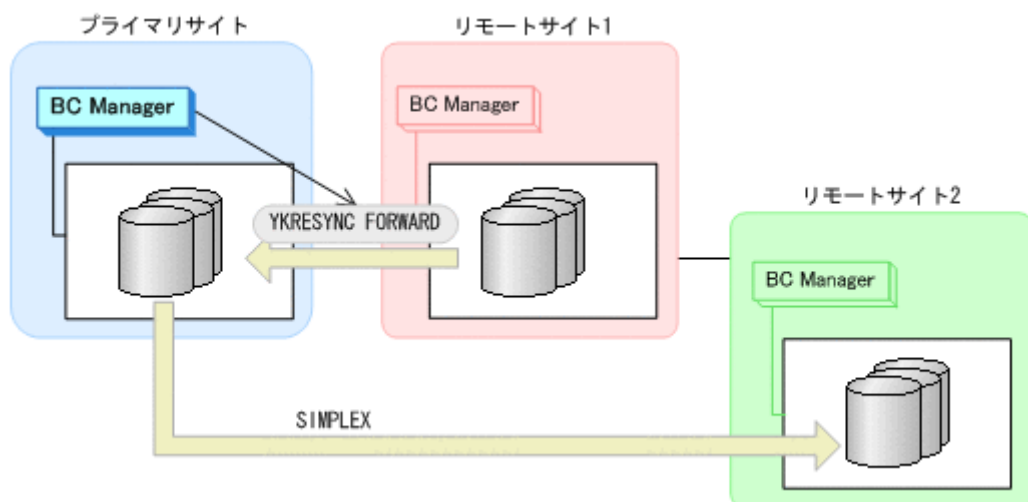 プライマリサイト
リモートサイト1
BC Manager
BC Manager
リモートサイト2
YKRESYNC FORWARD
BC Manager
SIMPLEX